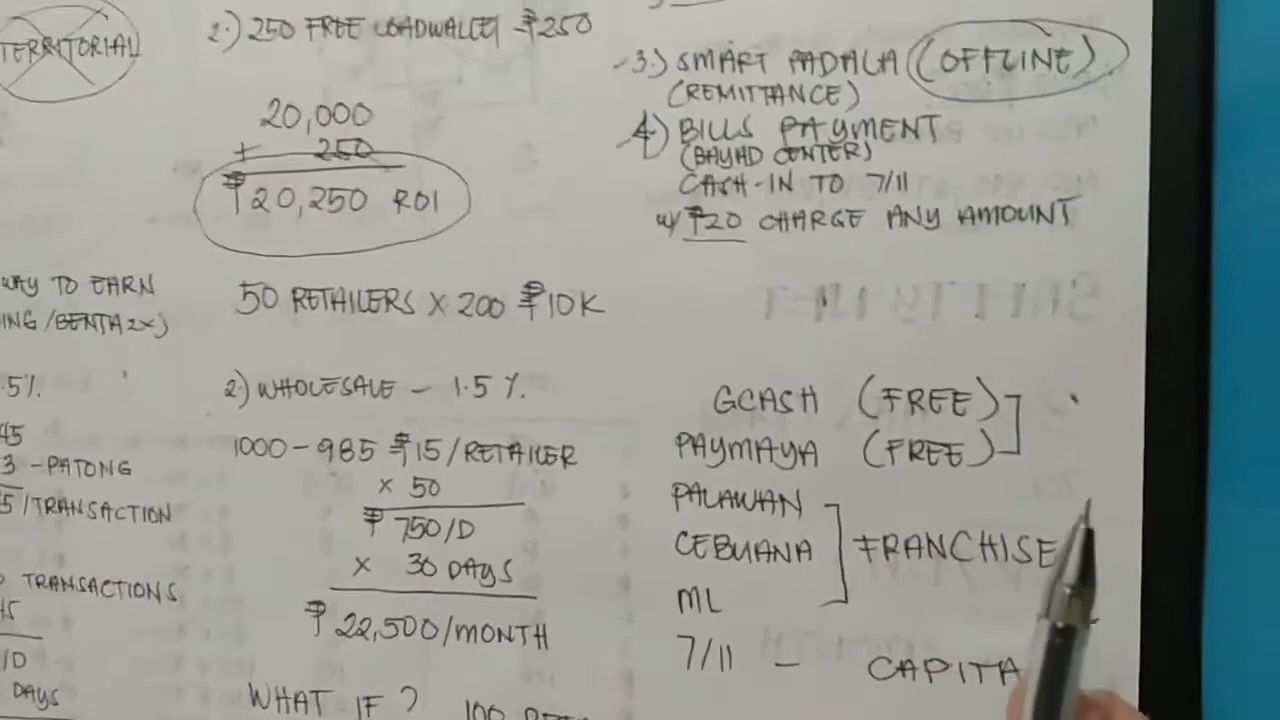 TERRITORIAL
WAY TO EARN
ING/BENTA 2X)
.5%
45
3 - PATONG
5/TRANSACTION
TRANSACTIONS
45
/D
DAYS
2.) 250 FREE LOADWALLET ₱250
20,000
+ 250
₱20,250 ROI
50 RETAILERS X 200 ₱10K
2.) WHOLESALE - 1.5%
1000-985 ₱15/RETAILER
X 50
₱750/D
X 30 DAYS
₱22,500/MONTH
WHAT IF? 100
3.) SMART PADALA (OFFLINE)
(REMITTANCE)
4.) BILLS PAYMENT
(BAYAD CENTER)
CASH-IN TO 7/11
w/ ₱20 CHARGE ANY AMOUNT
GCASH (FREE)
PAYMAYA (FREE)
PALAWAN
CEBUANA FRANCHISE
ML
7/11 - CAPITA